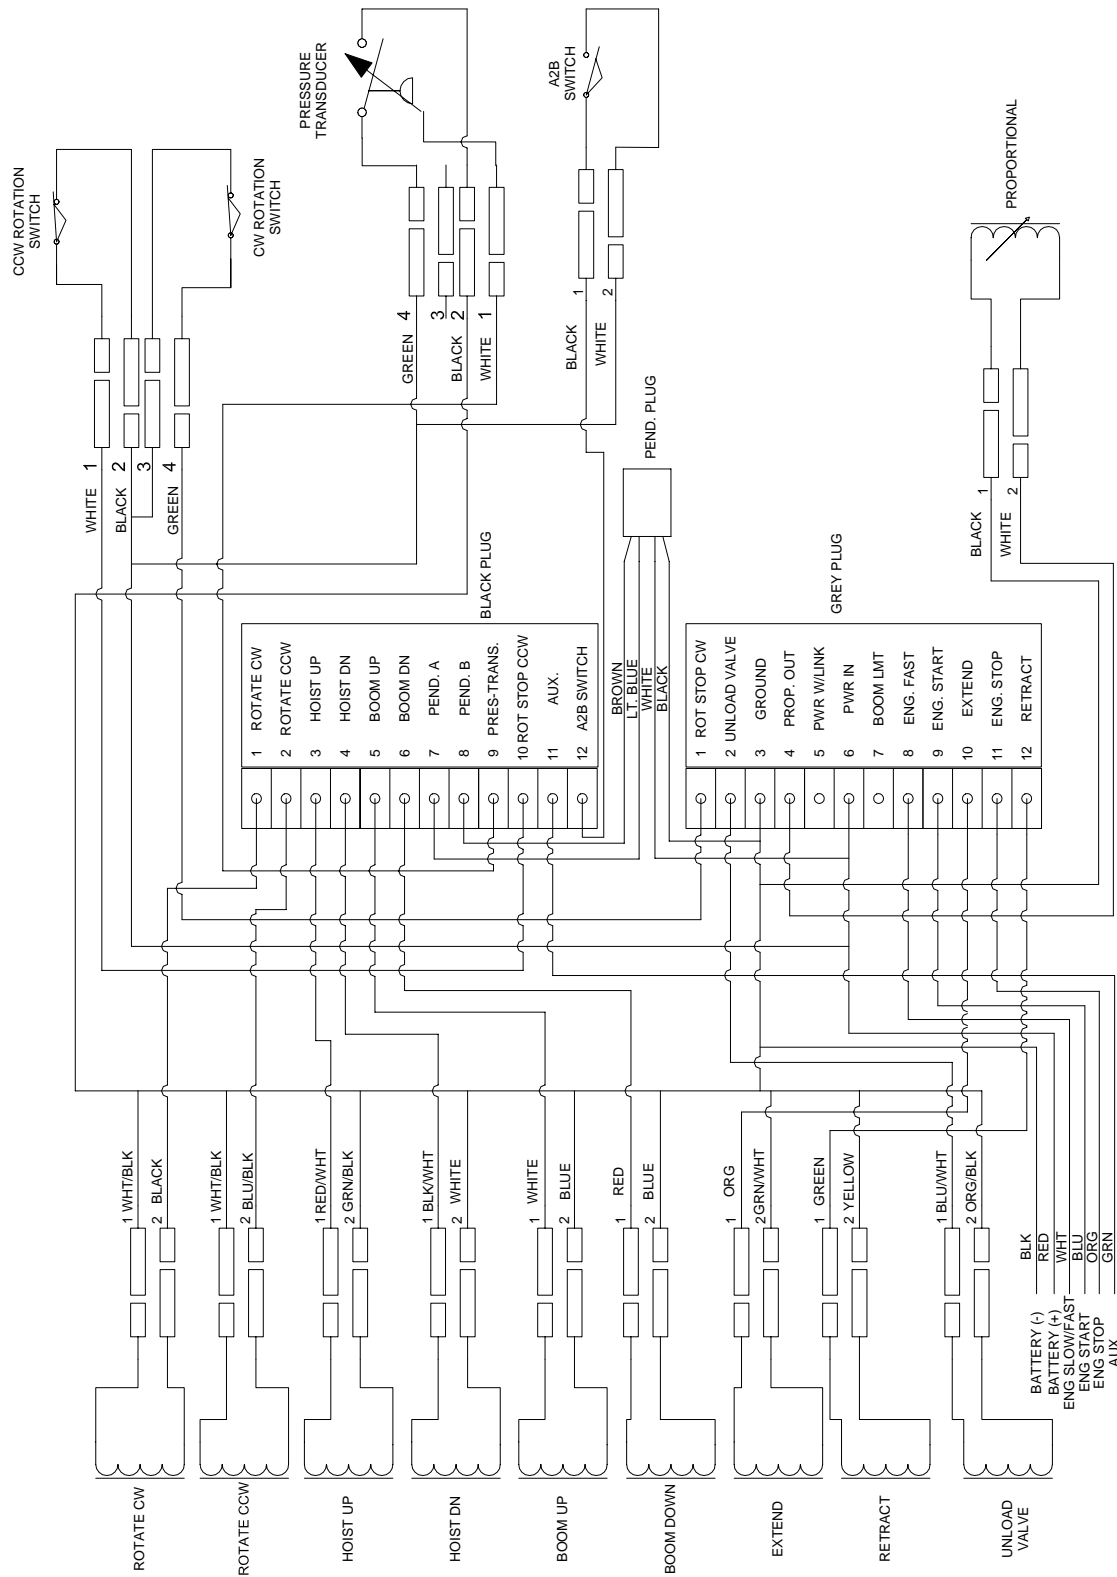 CCW ROTATION
SWITCH
CW ROTATION
SWITCH
PRESSURE
TRANSDUCER
A2B
SWITCH
PROPORTIONAL
WHITE 1
BLACK 2
3
GREEN 4
GREEN 4
3
BLACK 2
WHITE 1
BLACK 1
WHITE 2
PEND. PLUG
BLACK 1
WHITE 2
BLACK PLUG
1 ROTATE CW
2 ROTATE CCW
3 HOIST UP
4 HOIST DN
5 BOOM UP
6 BOOM DN
7 PEND. A
8 PEND. B
9 PRES-TRANS.
10 ROT STOP CCW
11 AUX.
12 A2B SWITCH
BROWN
LT. BLUE
WHITE
BLACK
GREY PLUG
1 ROT STOP CW
2 UNLOAD VALVE
3 GROUND
4 PROP. OUT
5 PWR W/LINK
6 PWR IN
7 BOOM LMT
8 ENG. FAST
9 ENG. START
10 EXTEND
11 ENG. STOP
12 RETRACT
1 WHT/BLK
2 BLACK
1 WHT/BLK
2 BLU/BLK
1 RED/WHT
2 GRN/BLK
1 BLK/WHT
2 WHITE
1 WHITE
2 BLUE
1 RED
2 BLUE
1 ORG
2 GRN/WHT
1 GREEN
2 YELLOW
1 BLU/WHT
2 ORG/BLK
BLK
RED
WHT
BLU
ORG
GRN
BATTERY (-)
BATTERY (+)
ENG SLOW/FAST
ENG START
ENG STOP
AUX
ROTATE CW
ROTATE CCW
HOIST UP
HOIST DN
BOOM UP
BOOM DOWN
EXTEND
RETRACT
UNLOAD
VALVE